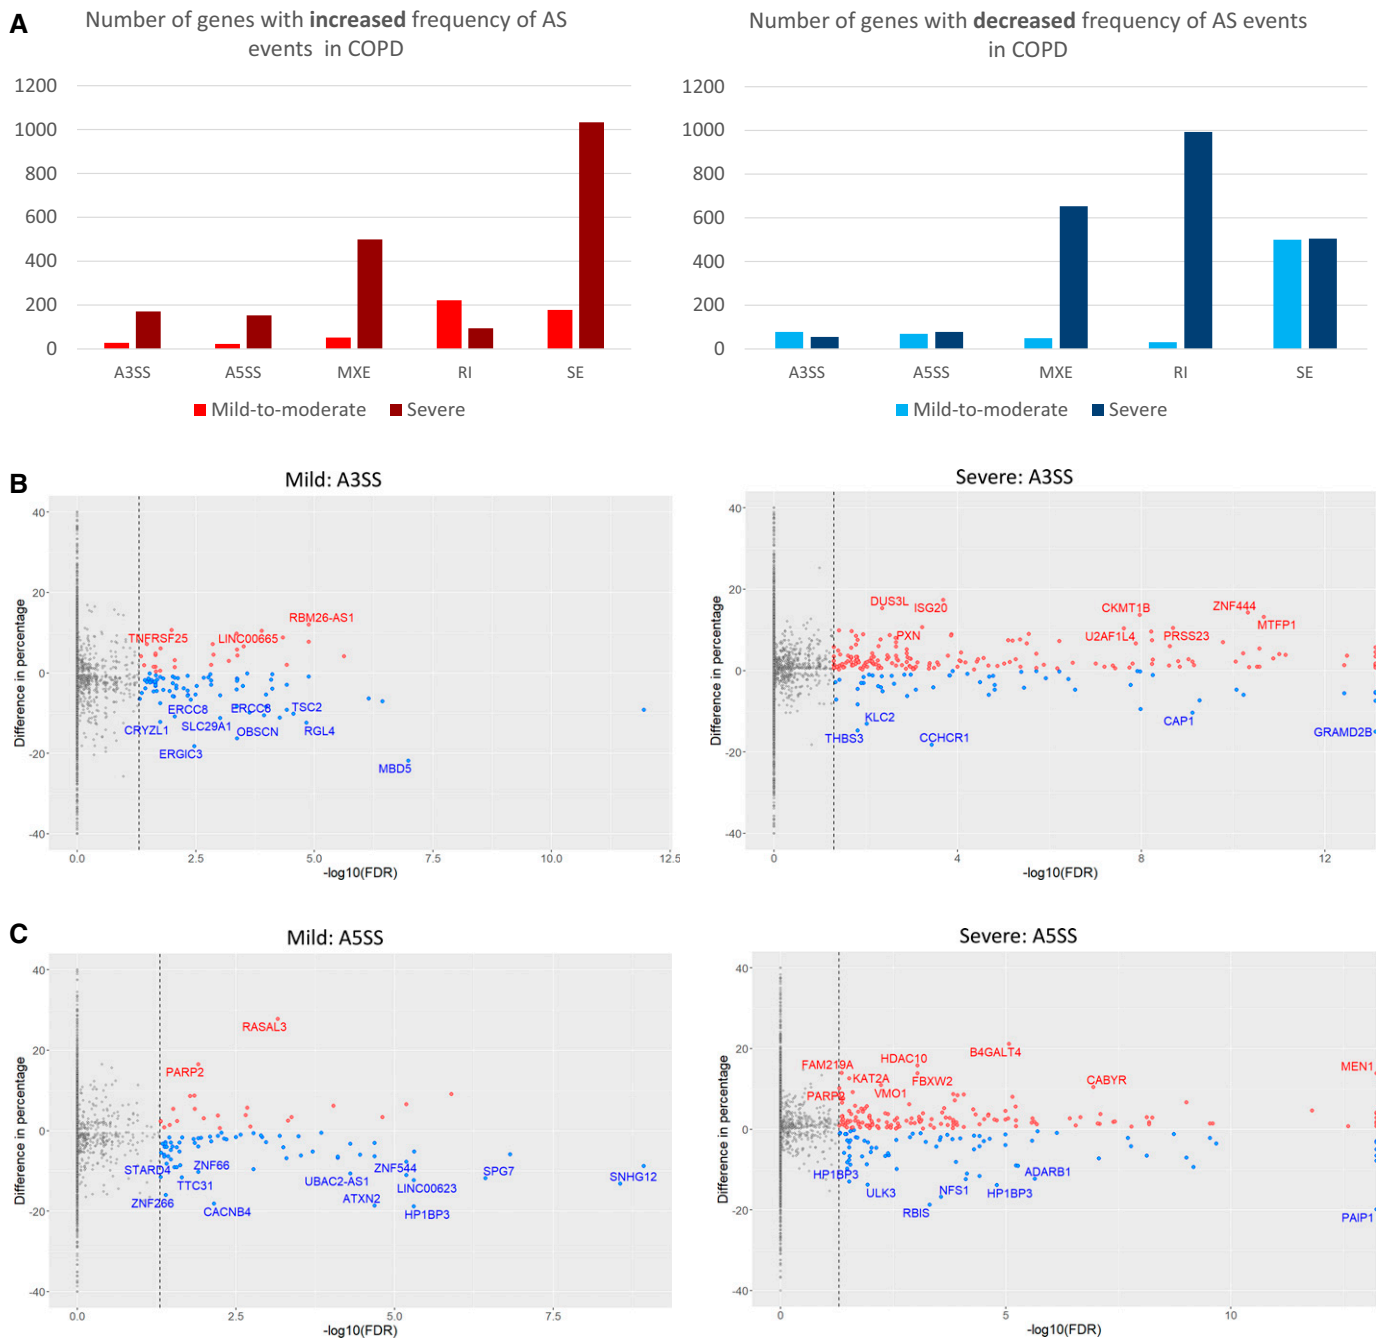 A
Number of genes with increased frequency of AS
events in COPD
1200
1000
800
600
400
200
0
A3SS A5SS MXE RI SE
Mild-to-moderate Severe
Number of genes with decreased frequency of AS events
in COPD
1200
1000
800
600
400
200
0
A3SS A5SS MXE RI SE
Mild-to-moderate Severe
B
Mild: A3SS
Difference in percentage
40
20
0
-20
-40
RBM26-AS1
TNFRSF25 LINC00665
ERCC8 ERCC8 TSC2
CRYZL1 SLC29A1 OBSCN RGL4
ERGIC3
MBD5
0.0 2.5 5.0 7.5 10.0 12.5
-log10(FDR)
Severe: A3SS
Difference in percentage
40
20
0
-20
-40
DUS3L ISG20 CKMT1B ZNF444
MTFP1
PXN U2AF1L4 PRSS23
KLC2 CAP1
THBS3 CCHCR1 GRAMD2B
0 4 8 12
-log10(FDR)
C
Mild: A5SS
Difference in percentage
40
20
0
-20
-40
RASAL3
PARP2
STARD4 ZNF66 ZNF544 SPG7 SNHG12
TTC31 UBAC2-AS1 LINC00623
ZNF266 CACNB4 ATXN2 HP1BP3
0.0 2.5 5.0 7.5
-log10(FDR)
Severe: A5SS
Difference in percentage
40
20
0
-20
-40
B4GALT4
FAM219A HDAC10 MEN1
KAT2A FBXW2 CABYR
PARP2 VMO1
HP1BP3 ADARB1
ULK3 NFS1 HP1BP3
RBIS PAIP1
0 5 10
-log10(FDR)